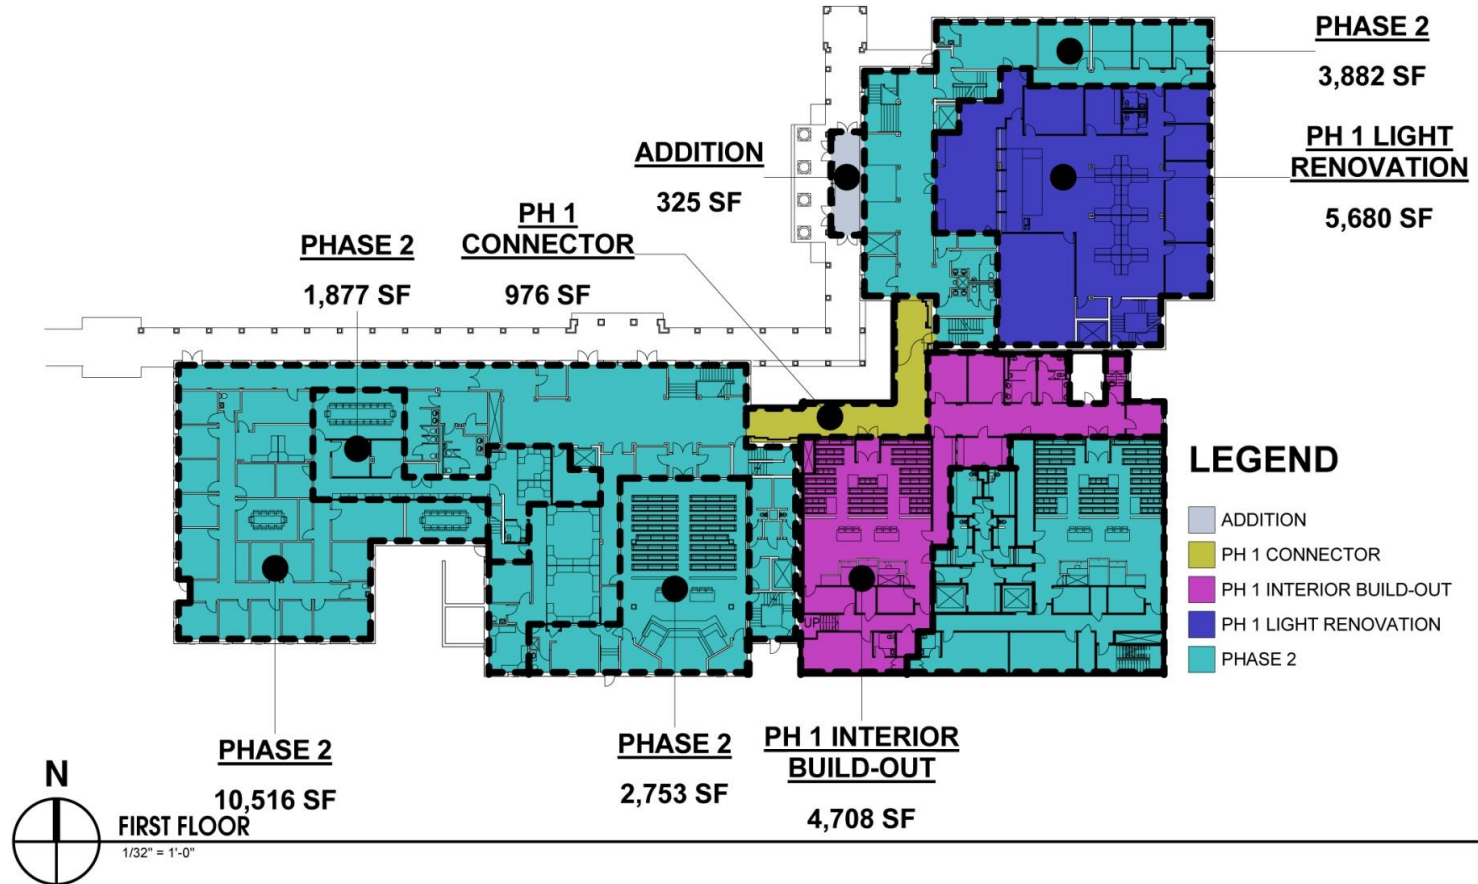 PHASE 2
3,882 SF
PH 1 LIGHT
RENOVATION
5,680 SF
ADDITION
325 SF
PH 1
CONNECTOR
976 SF
PHASE 2
1,877 SF
LEGEND
ADDITION
PH 1 CONNECTOR
PH 1 INTERIOR BUILD-OUT
PH 1 LIGHT RENOVATION
PHASE 2
UP
PHASE 2
10,516 SF
PHASE 2
2,753 SF
PH 1 INTERIOR
BUILD-OUT
4,708 SF
N
FIRST FLOOR
1/32" = 1'-0"